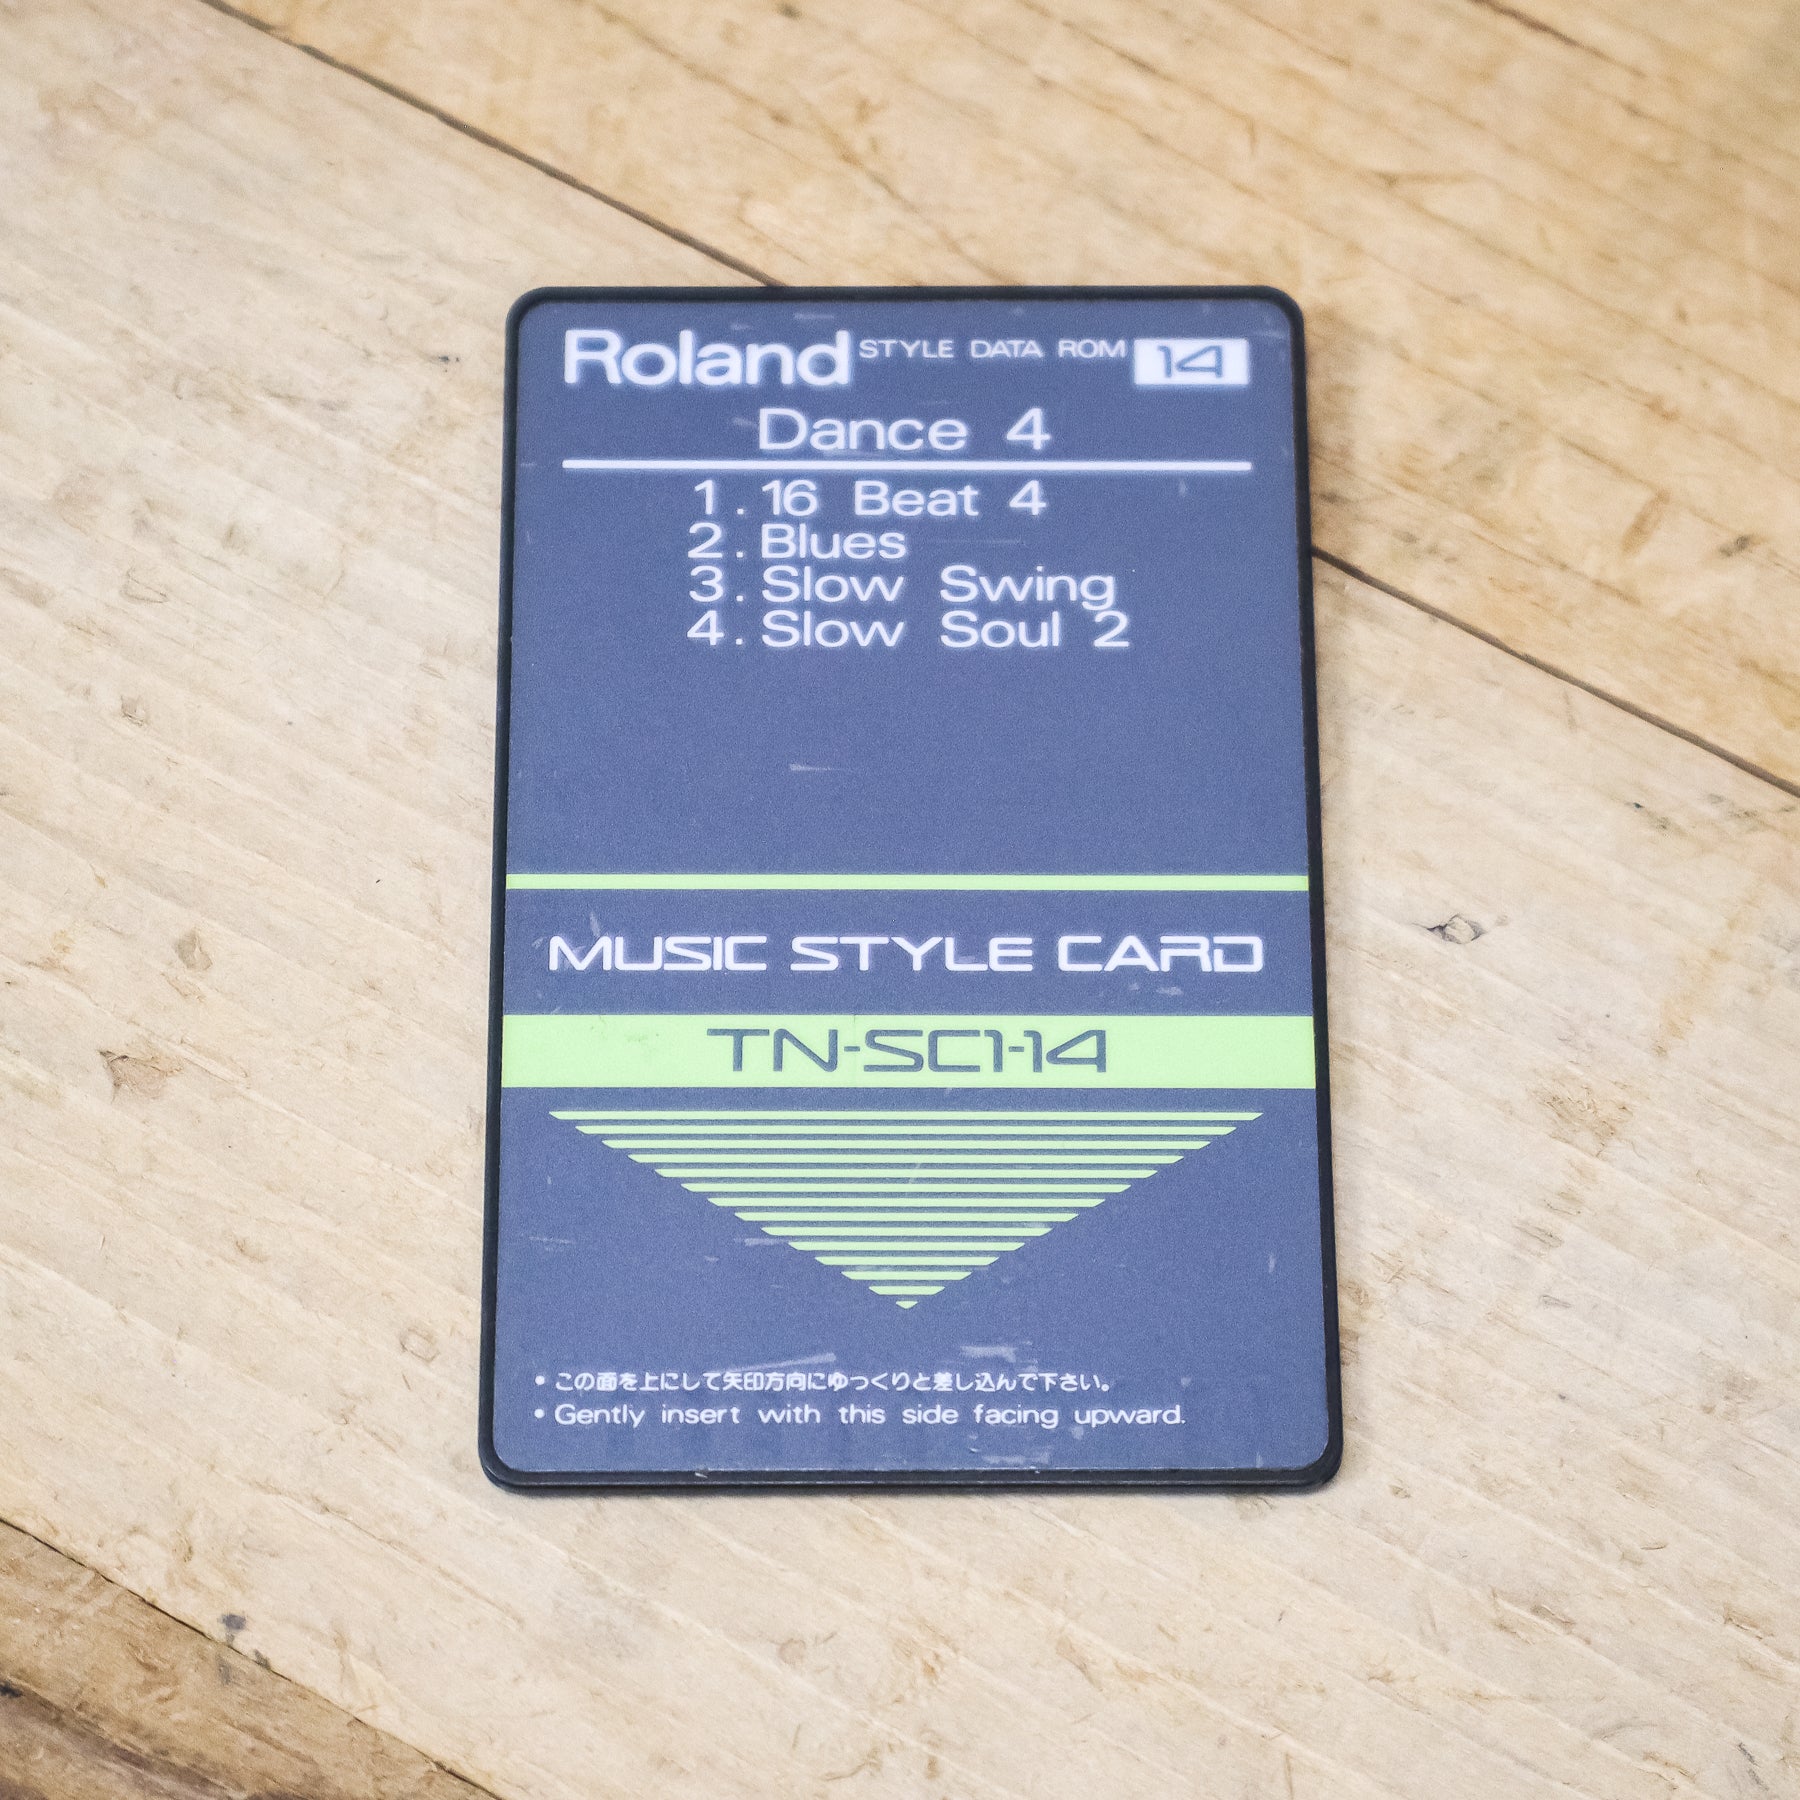 Roland STYLE DATA ROM 14
Dance 4
1. 16 Beat 4
2. Blues
3. Slow Swing
4. Slow Soul 2
MUSIC STYLE CARD
TN-SC1-14
• この面を上にして矢印方向にゆっくりと差し込んで下さい。
• Gently insert with this side facing upward.